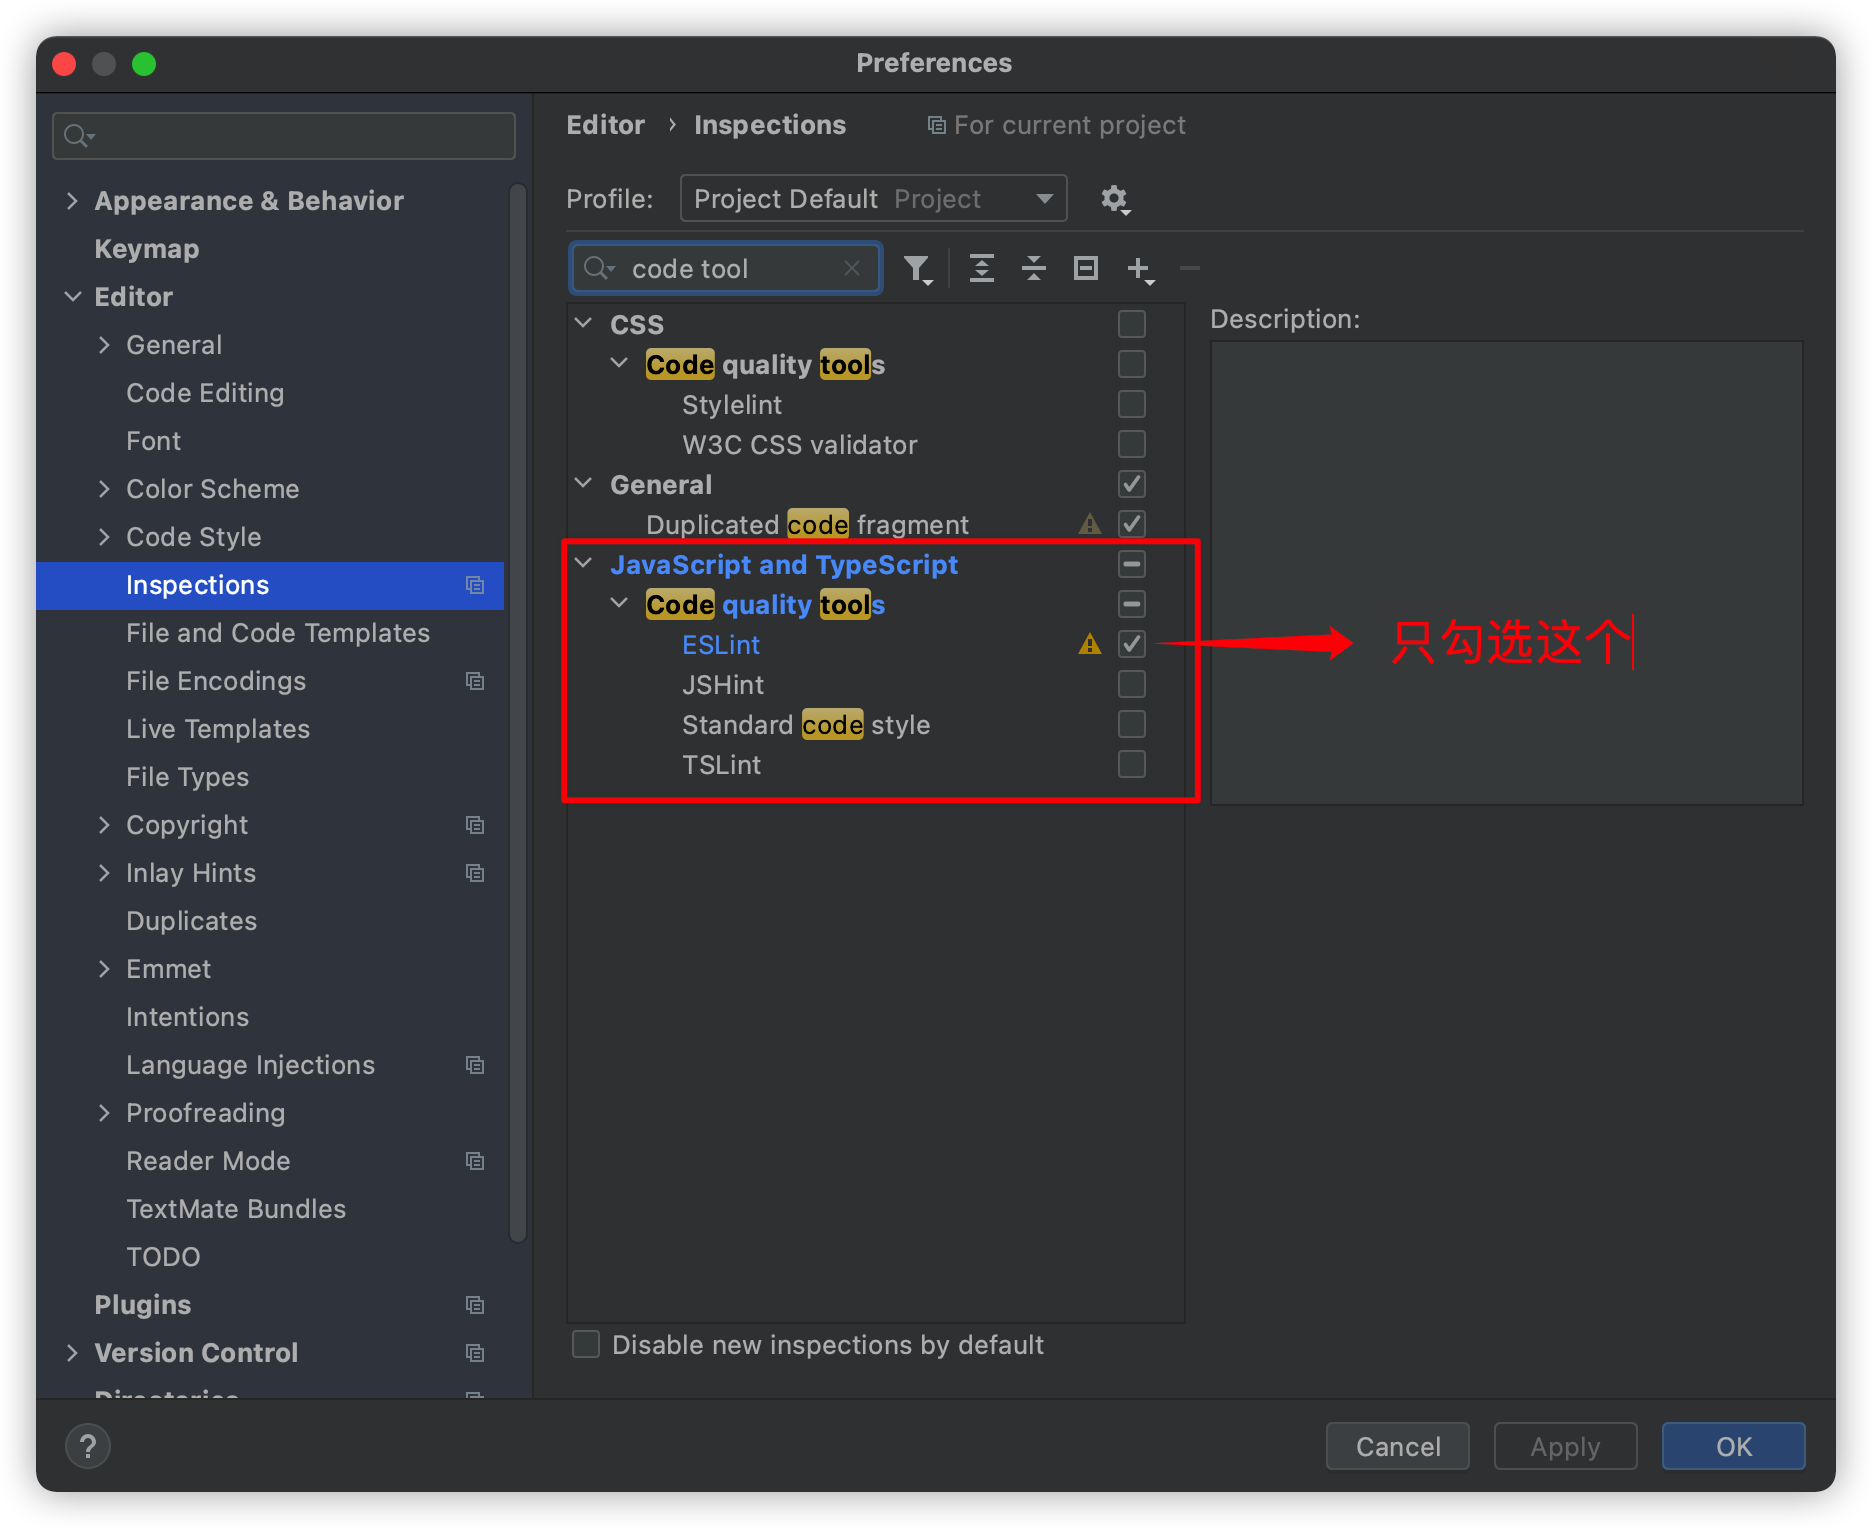 Preferences
Appearance & Behavior
Keymap
Editor
General
Code Editing
Font
Color Scheme
Code Style
Inspections
File and Code Templates
File Encodings
Live Templates
File Types
Copyright
Inlay Hints
Duplicates
Emmet
Intentions
Language Injections
Proofreading
Reader Mode
TextMate Bundles
TODO
Plugins
Version Control
Directories
Editor › Inspections For current project
Profile: Project Default Project
code tool
CSS
Code quality tools
Stylelint
W3C CSS validator
General
Duplicated code fragment
JavaScript and TypeScript
Code quality tools
ESLint
JSHint
Standard code style
TSLint
Disable new inspections by default
Description:
只勾选这个
?
Cancel Apply OK